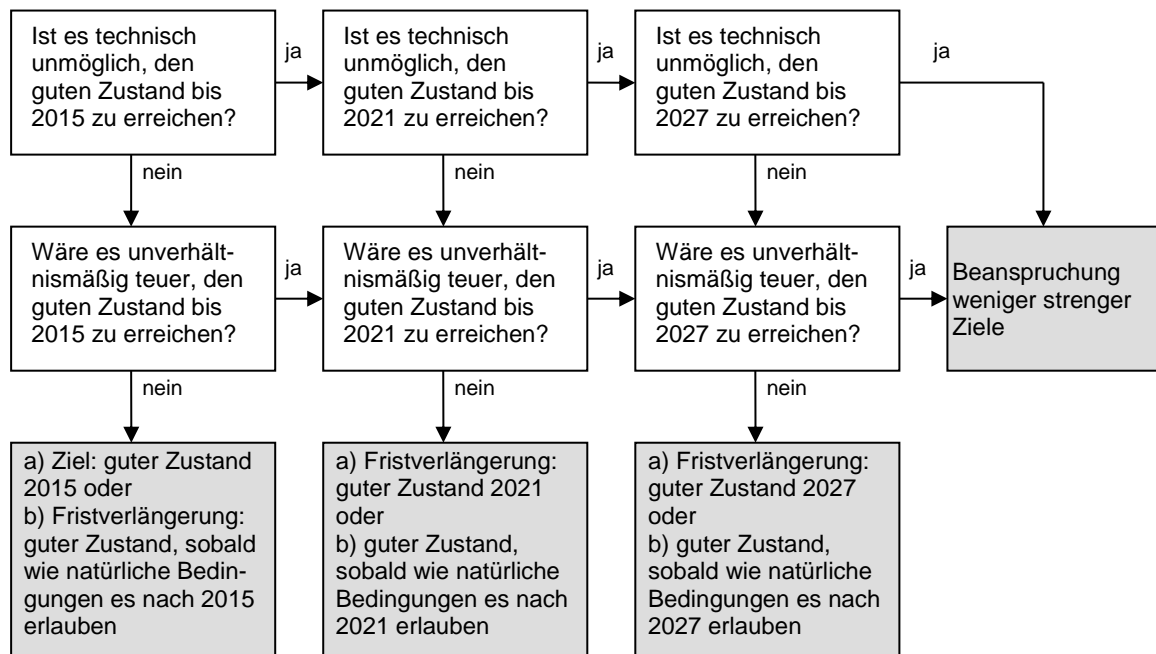 Ist es technisch
unmöglich, den
guten Zustand bis
2015 zu erreichen?
ja
Ist es technisch
unmöglich, den
guten Zustand bis
2021 zu erreichen?
ja
Ist es technisch
unmöglich, den
guten Zustand bis
2027 zu erreichen?
ja
nein
nein
nein
Wäre es unverhält-
nismäßig teuer, den
guten Zustand bis
2015 zu erreichen?
ja
Wäre es unverhält-
nismäßig teuer, den
guten Zustand bis
2021 zu erreichen?
ja
Wäre es unverhält-
nismäßig teuer, den
guten Zustand bis
2027 zu erreichen?
ja
Beanspruchung
weniger strenger
Ziele
nein
nein
nein
a) Ziel: guter Zustand
2015 oder
b) Fristverlängerung:
guter Zustand, sobald
wie natürliche Bedin-
gungen es nach 2015
erlauben
a) Fristverlängerung:
guter Zustand 2021
oder
b) guter Zustand,
sobald wie natürliche
Bedingungen es nach
2021 erlauben
a) Fristverlängerung:
guter Zustand 2027
oder
b) guter Zustand,
sobald wie natürliche
Bedingungen es nach
2027 erlauben